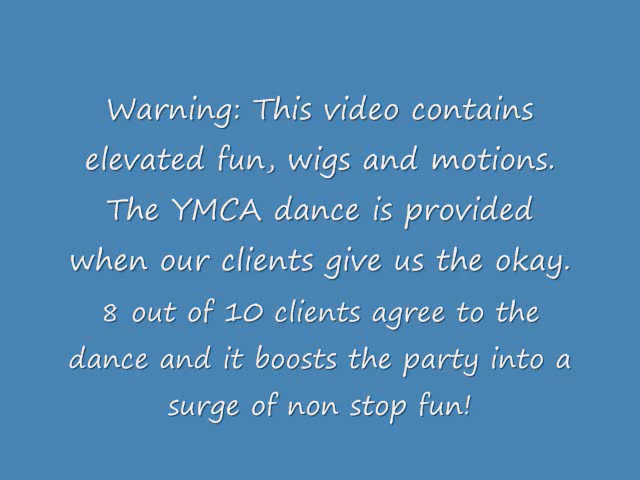 Warning: This video contains
elevated fun, wigs and motions.
The YMCA dance is provided
when our clients give us the okay.
8 out of 10 clients agree to the
dance and it boosts the party into a
surge of non stop fun!